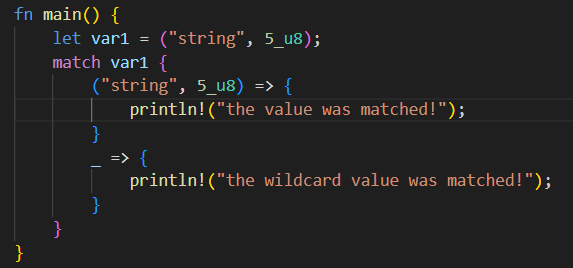 fn main() {
    let var1 = ("string", 5_u8);
    match var1 {
        ("string", 5_u8) => {
            println!("the value was matched!");
        }
        _ => {
            println!("the wildcard value was matched!");
        }
    }
}